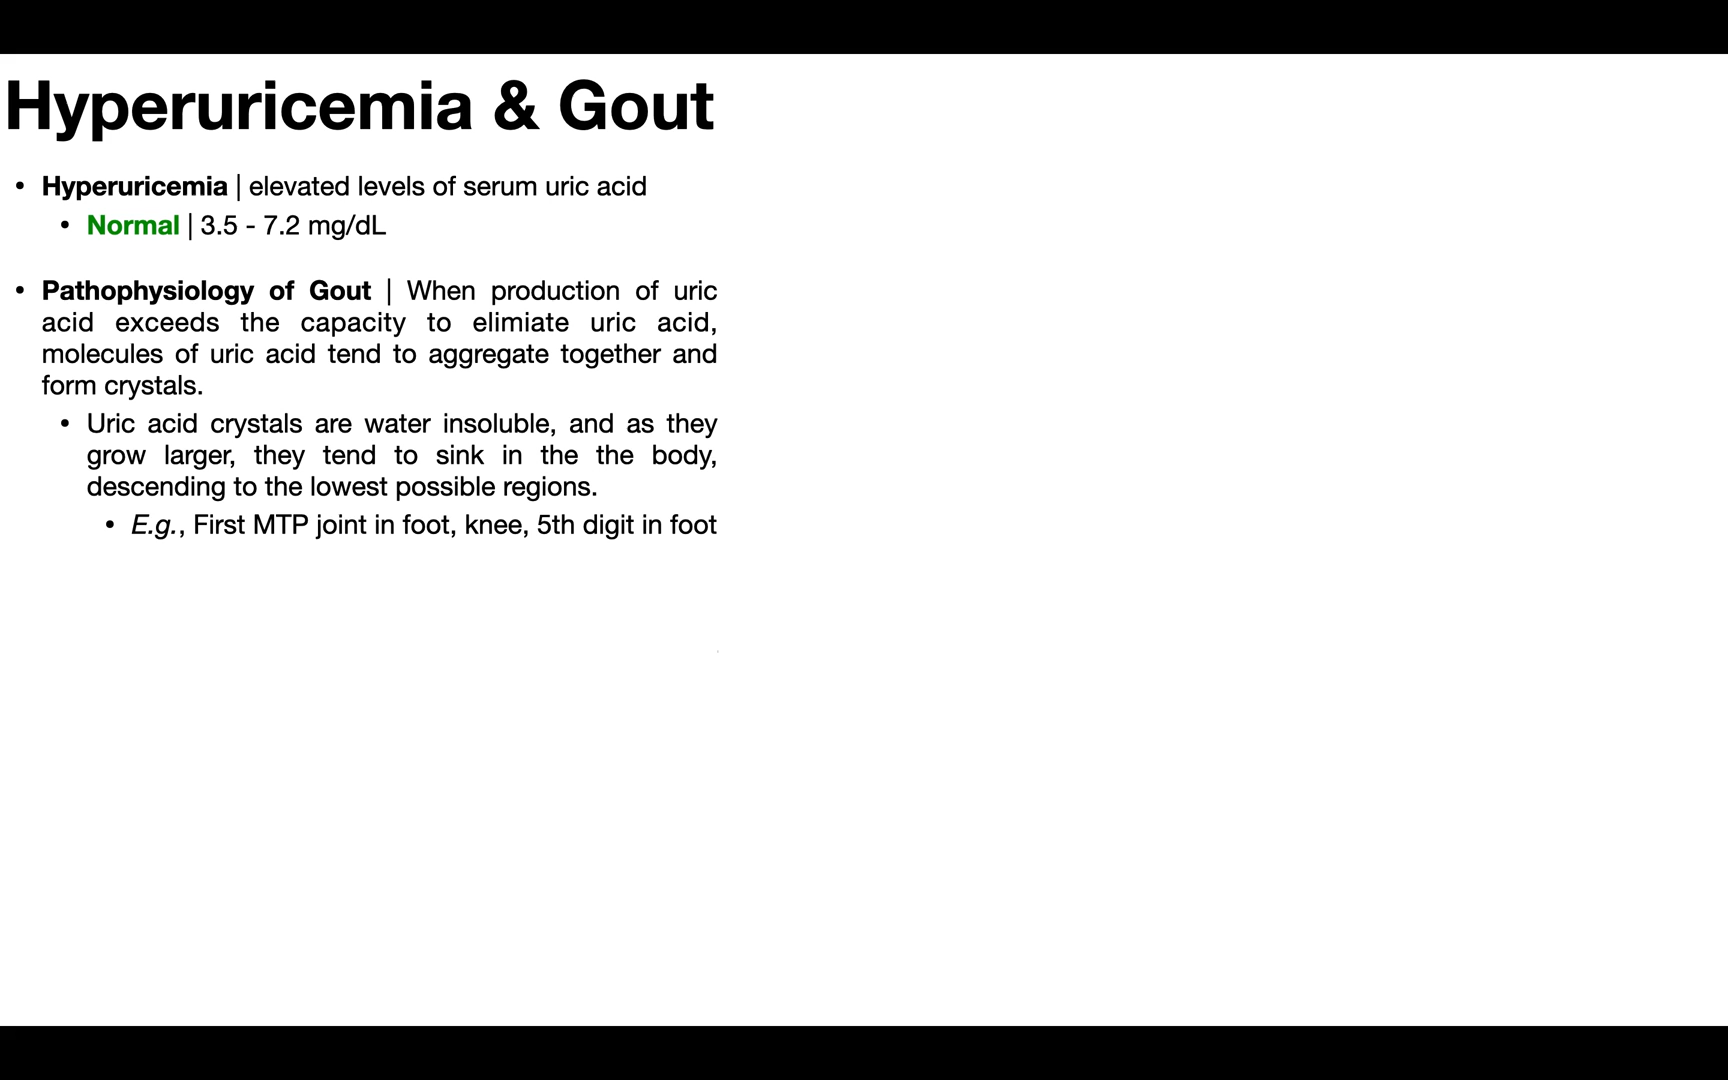 Hyperuricemia & Gout
• Hyperuricemia | elevated levels of serum uric acid
• Normal | 3.5 - 7.2 mg/dL
• Pathophysiology of Gout | When production of uric
acid exceeds the capacity to elimiate uric acid,
molecules of uric acid tend to aggregate together and
form crystals.
• Uric acid crystals are water insoluble, and as they
grow larger, they tend to sink in the the body,
descending to the lowest possible regions.
• E.g., First MTP joint in foot, knee, 5th digit in foot